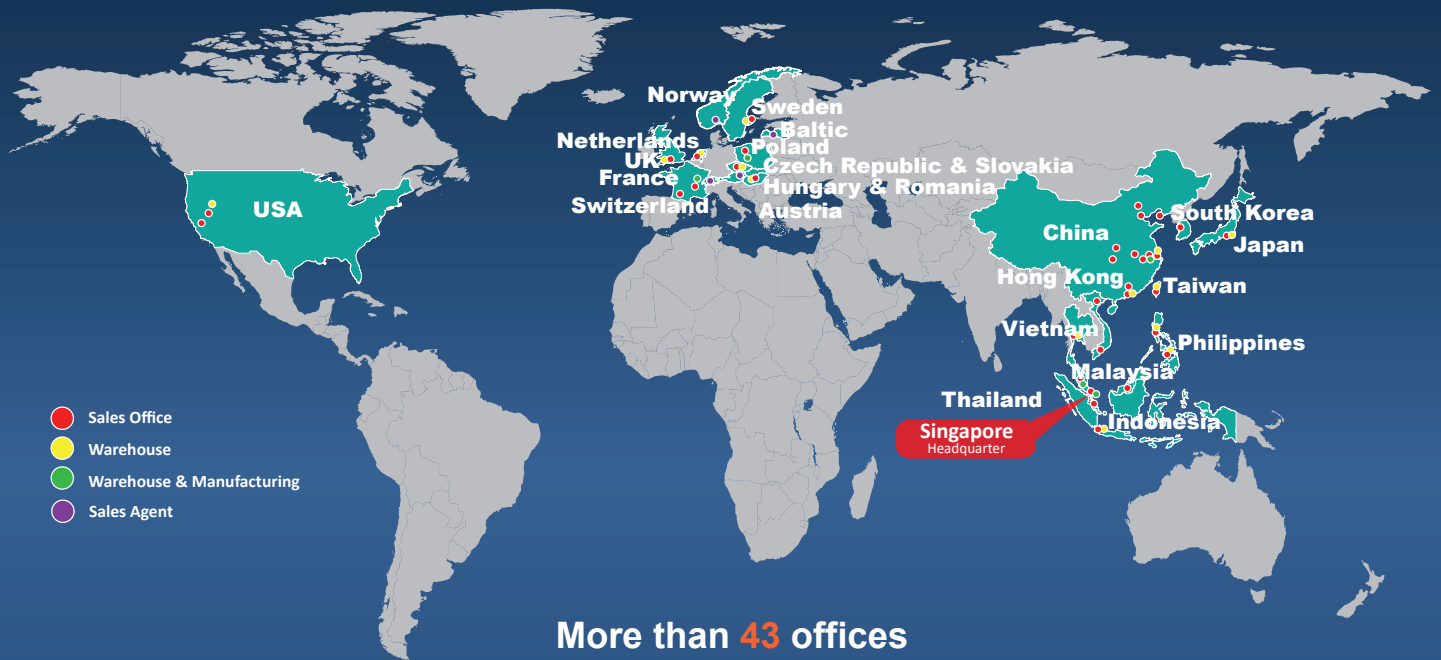 Norway
Sweden
Baltic
Netherlands
Poland
UK
Czech Republic & Slovakia
France
Hungary & Romania
Switzerland
Austria
USA
South Korea
China
Japan
Hong Kong
Taiwan
Vietnam
Philippines
Malaysia
Thailand
Indonesia
Singapore
Headquarter
Sales Office
Warehouse
Warehouse & Manufacturing
Sales Agent
More than 43 offices